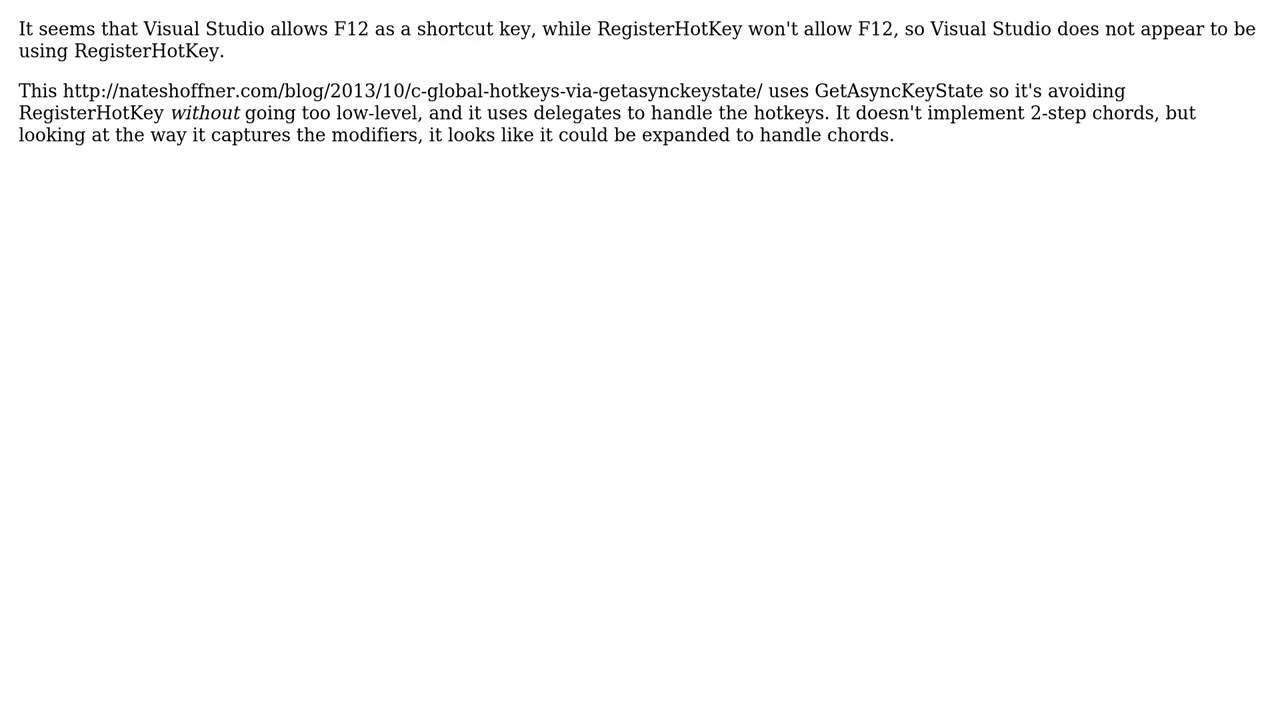 It seems that Visual Studio allows F12 as a shortcut key, while RegisterHotKey won't allow F12, so Visual Studio does not appear to be
using RegisterHotKey.
This http://nateshoffner.com/blog/2013/10/c-global-hotkeys-via-getasynckeystate/ uses GetAsyncKeyState so it's avoiding
RegisterHotKey without going too low-level, and it uses delegates to handle the hotkeys. It doesn't implement 2-step chords, but
looking at the way it captures the modifiers, it looks like it could be expanded to handle chords.